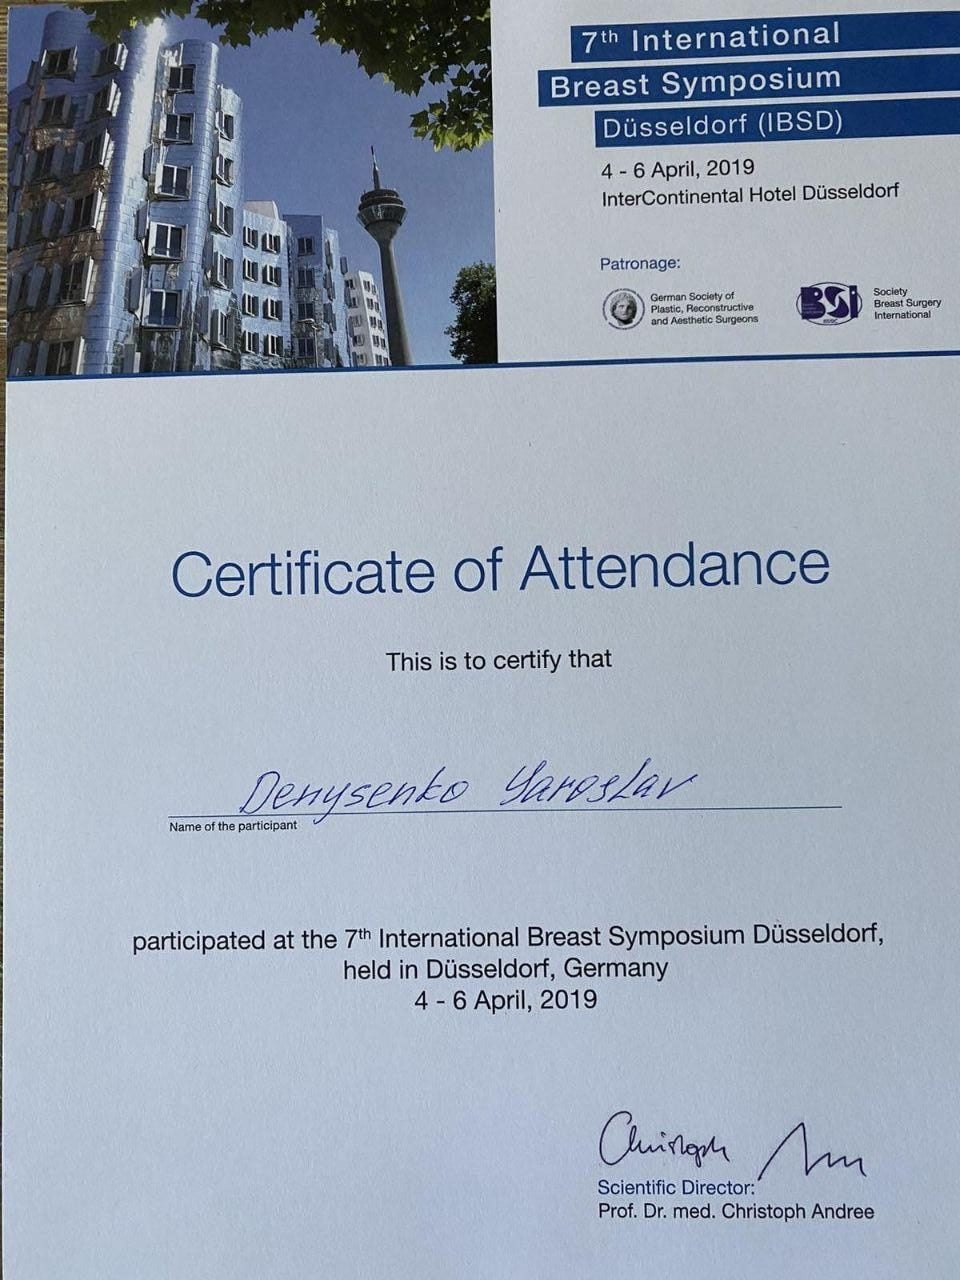 7th International
Breast Symposium
Düsseldorf (IBSD)
4 - 6 April, 2019
InterContinental Hotel Düsseldorf
Patronage:
German Society of
Plastic, Reconstructive
and Aesthetic Surgeons
BSI
Society
Breast Surgery
International
Certificate of Attendance
This is to certify that
Denysenko Yaroslav
Name of the participant
participated at the 7th International Breast Symposium Düsseldorf,
held in Düsseldorf, Germany
4 - 6 April, 2019
Christoph
Scientific Director:
Prof. Dr. med. Christoph Andree